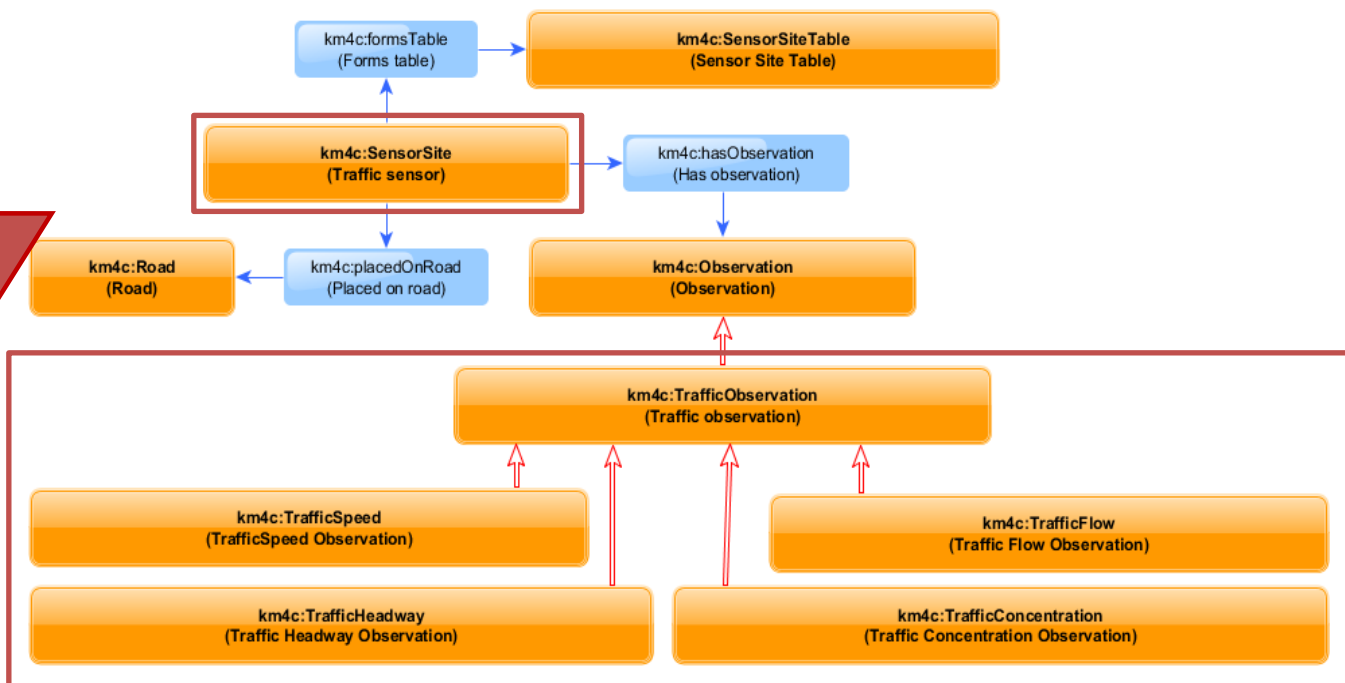 km4c:formsTable
(Forms table)
km4c:SensorSiteTable
(Sensor Site Table)
km4c:SensorSite
(Traffic sensor)
km4c:hasObservation
(Has observation)
km4c:Road
(Road)
km4c:placedOnRoad
(Placed on road)
km4c:Observation
(Observation)
km4c:TrafficObservation
(Traffic observation)
km4c:TrafficSpeed
(TrafficSpeed Observation)
km4c:TrafficFlow
(Traffic Flow Observation)
km4c:TrafficHeadway
(Traffic Headway Observation)
km4c:TrafficConcentration
(Traffic Concentration Observation)